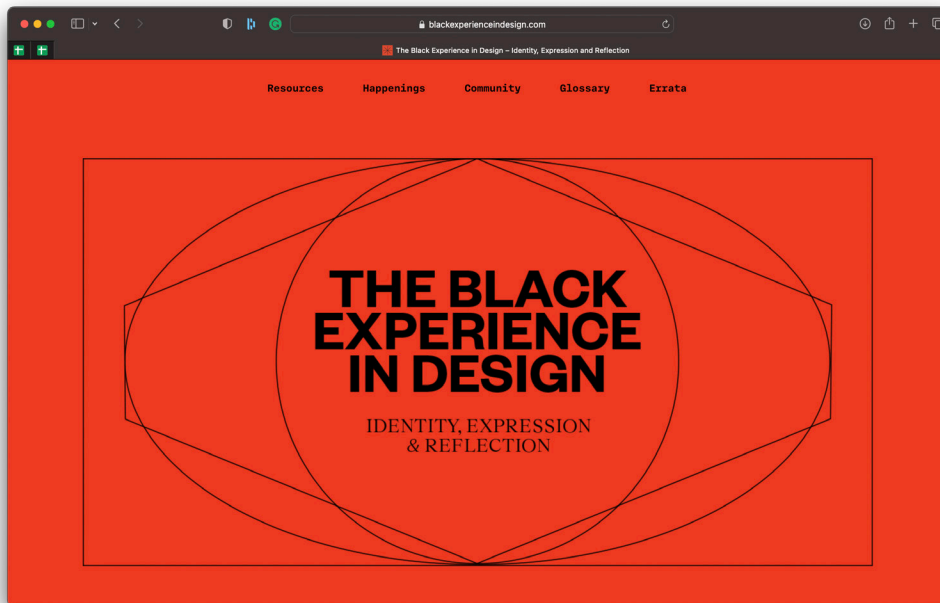 blackexperienceindesign.com
The Black Experience in Design – Identity, Expression and Reflection
Resources Happenings Community Glossary Errata
THE BLACK
EXPERIENCE
IN DESIGN
IDENTITY, EXPRESSION
& REFLECTION